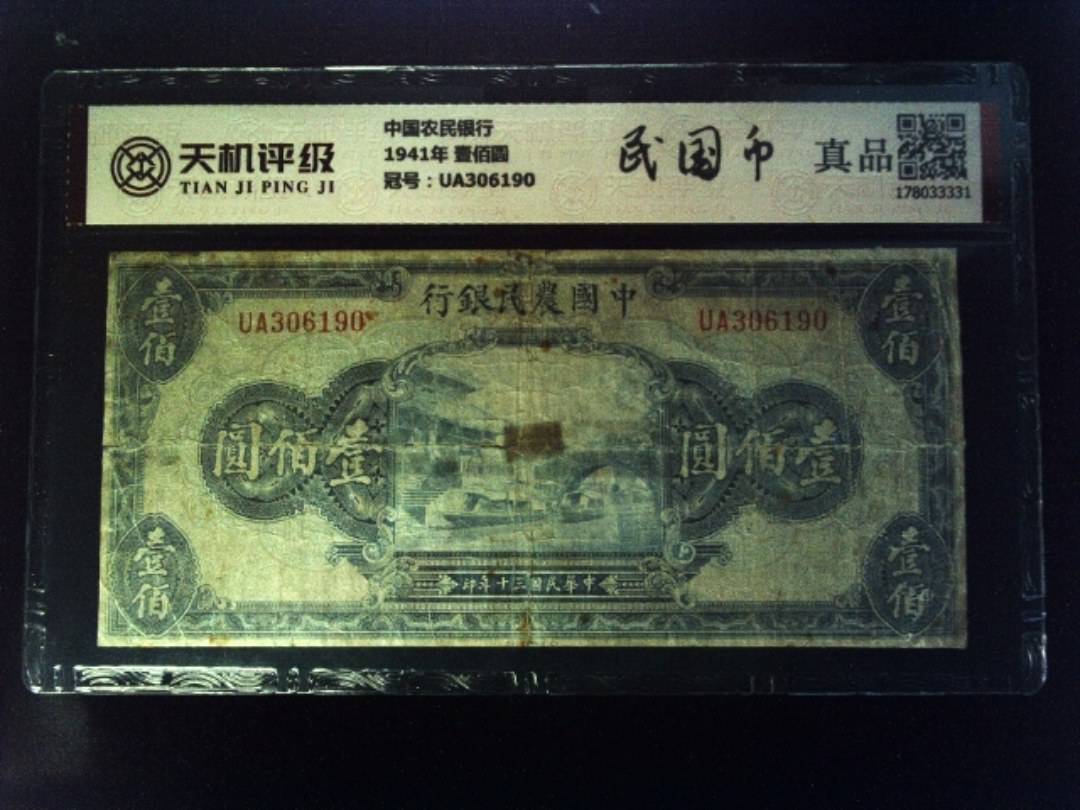 天机评级
TIAN JI PING JI
中国农民银行
1941年 壹佰圆
冠号：UA306190
民国币
真品
178033331
行銀民農國中
壹佰
UA306190
UA306190
壹佰
圓佰壹
圓佰壹
壹佰
印年十三國民華中
壹佰